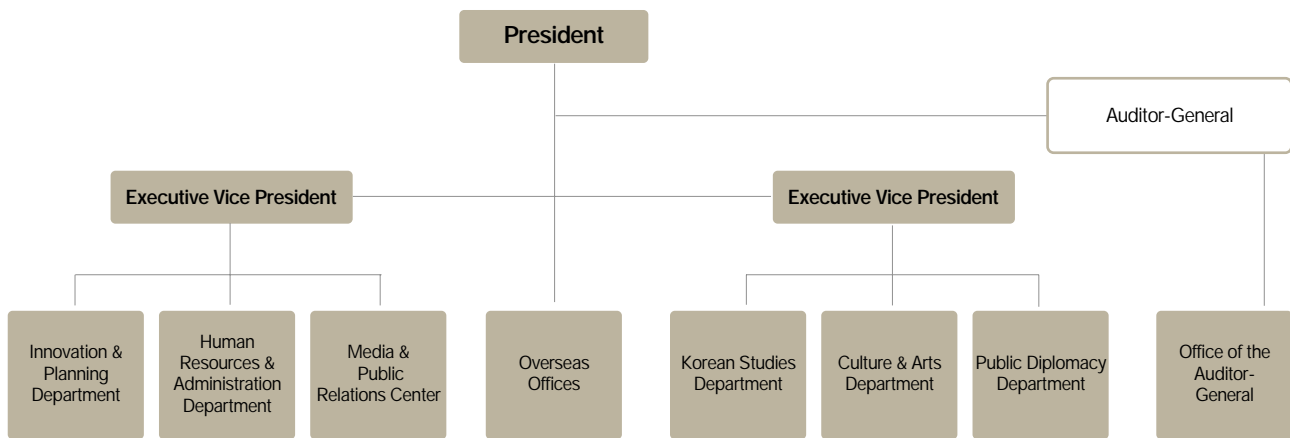 President
Auditor-General
Executive Vice President
Executive Vice President
Innovation &
Planning
Department
Human
Resources &
Administration
Department
Media &
Public
Relations Center
Overseas
Offices
Korean Studies
Department
Culture & Arts
Department
Public Diplomacy
Department
Office of the
Auditor-
General